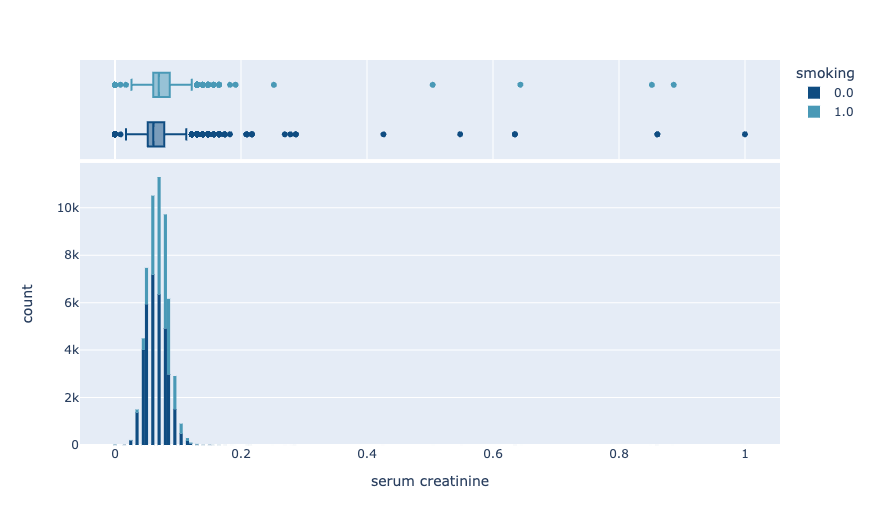 smoking
0.0
1.0
10k
8k
6k
4k
2k
0
count
0 0.2 0.4 0.6 0.8 1
serum creatinine